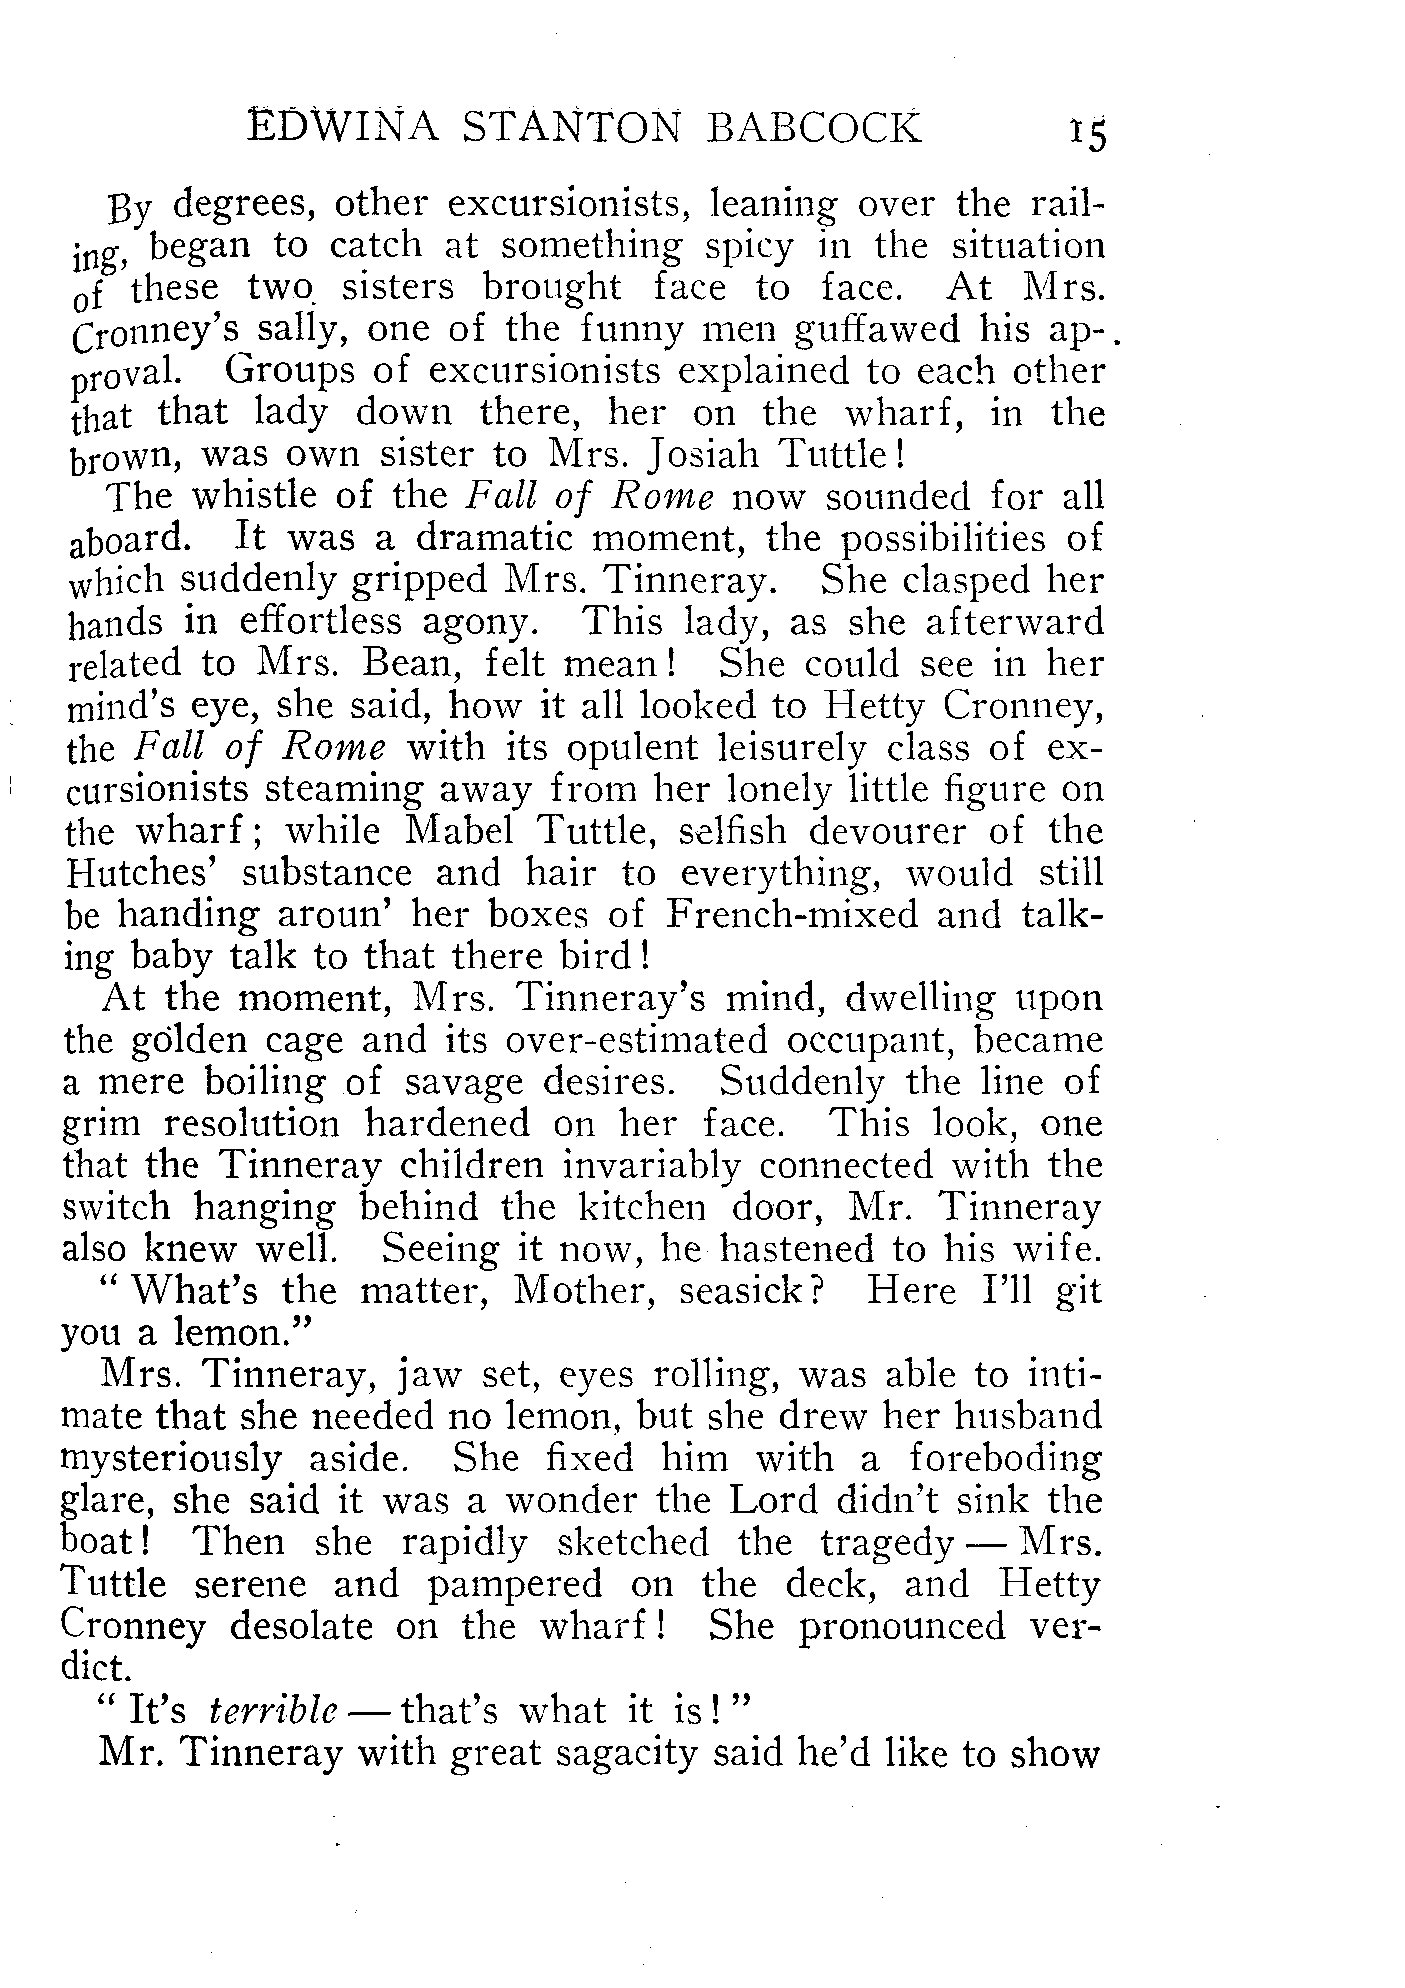 EDWINA STANTON BABCOCK 15
By degrees, other excursionists, leaning over the rail-
ing, began to catch at something spicy in the situation
of these two sisters brought face to face. At Mrs.
Cronney's sally, one of the funny men guffawed his ap-
proval. Groups of excursionists explained to each other
that that lady down there, her on the wharf, in the
brown, was own sister to Mrs. Josiah Tuttle!
The whistle of the Fall of Rome now sounded for all
aboard. It was a dramatic moment, the possibilities of
which suddenly gripped Mrs. Tinneray. She clasped her
hands in effortless agony. This lady, as she afterward
related to Mrs. Bean, felt mean! She could see in her
mind's eye, she said, how it all looked to Hetty Cronney,
the Fall of Rome with its opulent leisurely class of ex-
cursionists steaming away from her lonely little figure on
the wharf; while Mabel Tuttle, selfish devourer of the
Hutches' substance and hair to everything, would still
be handing aroun' her boxes of French-mixed and talk-
ing baby talk to that there bird!
At the moment, Mrs. Tinneray's mind, dwelling upon
the golden cage and its over-estimated occupant, became
a mere boiling of savage desires. Suddenly the line of
grim resolution hardened on her face. This look, one
that the Tinneray children invariably connected with the
switch hanging behind the kitchen door, Mr. Tinneray
also knew well. Seeing it now, he hastened to his wife.
"What's the matter, Mother, seasick? Here I'll git
you a lemon."
Mrs. Tinneray, jaw set, eyes rolling, was able to inti-
mate that she needed no lemon, but she drew her husband
mysteriously aside. She fixed him with a foreboding
glare, she said it was a wonder the Lord didn't sink the
boat! Then she rapidly sketched the tragedy — Mrs.
Tuttle serene and pampered on the deck, and Hetty
Cronney desolate on the wharf! She pronounced ver-
dict.
"It's terrible — that's what it is!"
Mr. Tinneray with great sagacity said he'd like to show